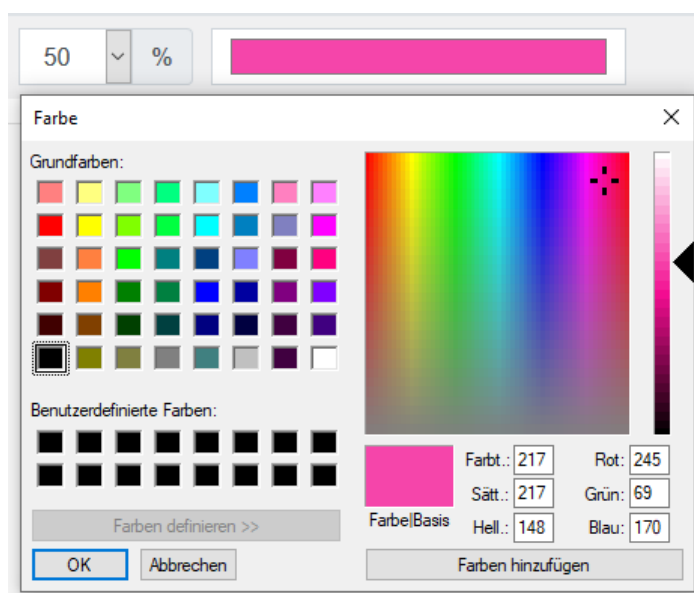 50 %
Farbe
Grundfarben:
Benutzerdefinierte Farben:
Farben definieren >>
OK Abbrechen
Farbe|Basis
Farbt.: 217 Rot: 245
Sätt.: 217 Grün: 69
Hell.: 148 Blau: 170
Farben hinzufügen